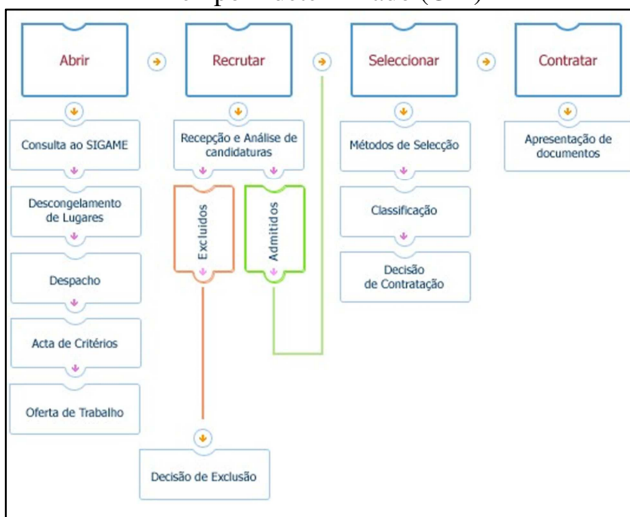 Abrir
Recrutar
Seleccionar
Contratar
Consulta ao SIGAME
Descongelamento
de Lugares
Despacho
Acta de Critérios
Oferta de Trabalho
Recepção e Análise de
candidaturas
Excluídos
Admitidos
Decisão de Exclusão
Métodos de Selecção
Classificação
Decisão
de Contratação
Apresentação de
documentos